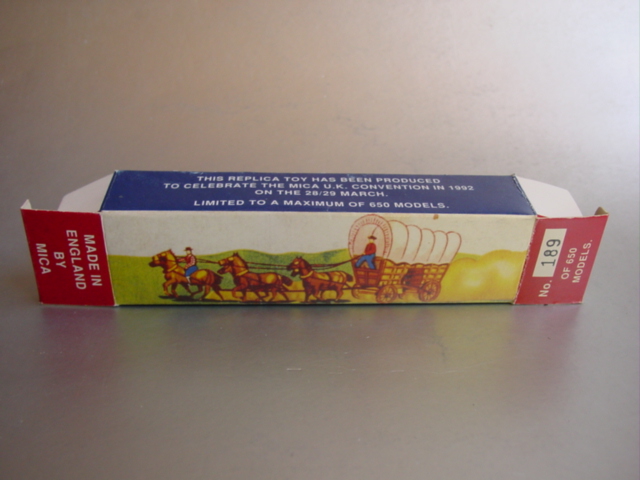 THIS REPLICA TOY HAS BEEN PRODUCED
TO CELEBRATE THE MICA U.K. CONVENTION IN 1992
ON THE 28/29 MARCH.
LIMITED TO A MAXIMUM OF 650 MODELS.
MADE IN
ENGLAND
BY
MICA
No. 189
OF 650
MODELS.